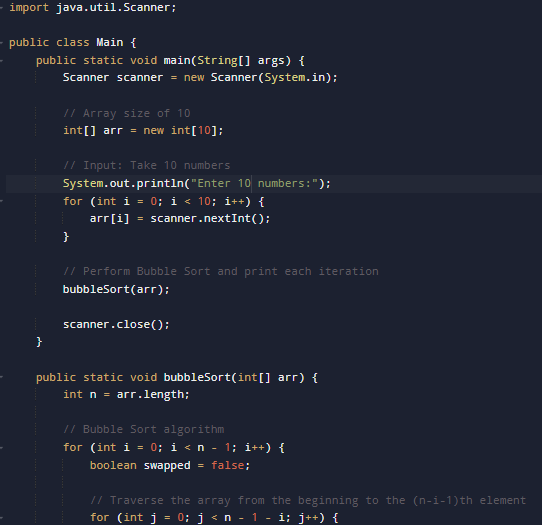 import java.util.Scanner;
public class Main {
public static void main(String[] args) {
Scanner scanner = new Scanner(System.in);
// Array size of 10
int[] arr = new int[10];
// Input: Take 10 numbers
System.out.println("Enter 10 numbers:");
for (int i = 0; i < 10; i++) {
arr[i] = scanner.nextInt();
}
// Perform Bubble Sort and print each iteration
bubbleSort(arr);
scanner.close();
}
public static void bubbleSort(int[] arr) {
int n = arr.length;
// Bubble Sort algorithm
for (int i = 0; i < n - 1; i++) {
boolean swapped = false;
// Traverse the array from the beginning to the (n-i-1)th element
for (int j = 0; j < n - 1 - i; j++) {